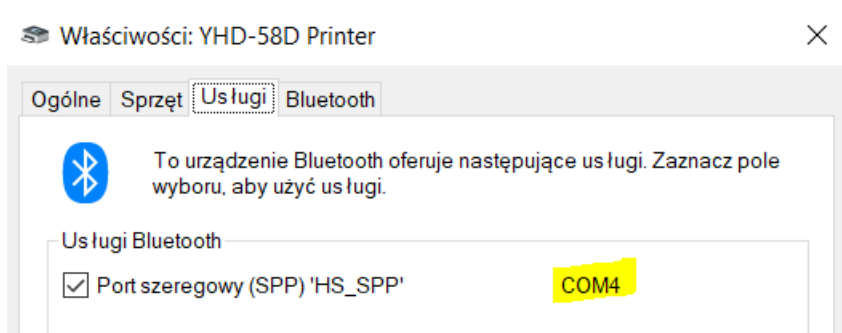 Właściwości: YHD-58D Printer
Ogólne Sprzęt Usługi Bluetooth
To urządzenie Bluetooth oferuje następujące usługi. Zaznacz pole
wyboru, aby użyć usługi.
Usługi Bluetooth
Port szeregowy (SPP) 'HS_SPP' COM4